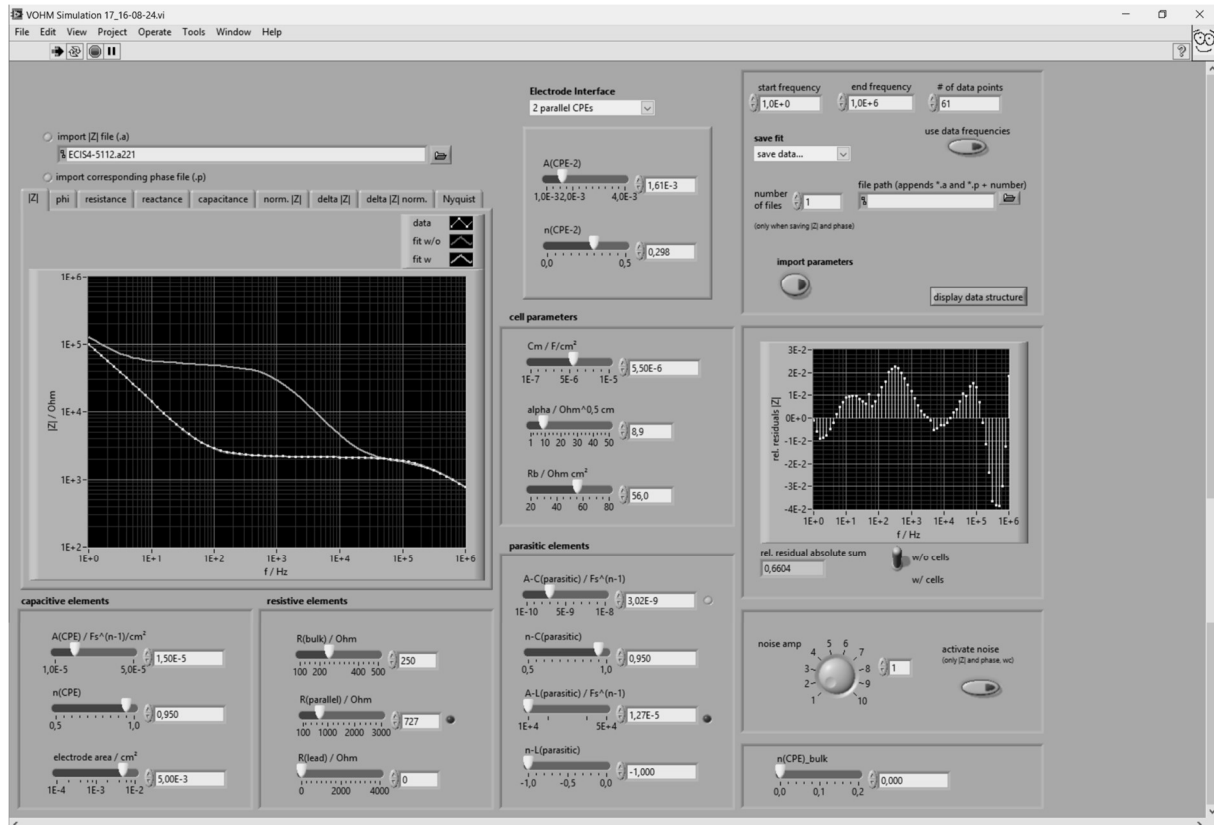 VOHM Simulation 17_16-08-24.vi
File Edit View Project Operate Tools Window Help
import |Z| file (.a)
ECIS4-5112.a221
import corresponding phase file (.p)
|Z| phi resistance reactance capacitance norm. |Z| delta |Z| delta |Z| norm. Nyquist
data
fit w/o
fit w
1E+6
1E+5
1E+4
1E+3
1E+2
|Z| / Ohm
1E+0 1E+1 1E+2 1E+3 1E+4 1E+5 1E+6
f / Hz
capacitive elements
A(CPE) / Fs^(n-1)/cm²
1,50E-5
1,0E-5 5,0E-5
n(CPE)
0,950
0,5 1,0
electrode area / cm²
5,00E-3
1E-4 1E-3 1E-2
resistive elements
R(bulk) / Ohm
250
100 200 400 500
R(parallel) / Ohm
727
100 1000 2000 3000
R(lead) / Ohm
0
0 2000 4000
Electrode Interface
2 parallel CPEs
A(CPE-2)
1,61E-3
1,0E-3 2,0E-3 4,0E-3
n(CPE-2)
0,298
0,0 0,5
cell parameters
Cm / F/cm²
5,50E-6
1E-7 5E-6 1E-5
alpha / Ohm^0,5 cm
8,9
1 10 20 30 40 50
Rb / Ohm cm²
56,0
20 40 60 80
parasitic elements
A-C(parasitic) / Fs^(n-1)
3,02E-9
1E-10 5E-9 1E-8
n-C(parasitic)
0,950
0,5 1,0
A-L(parasitic) / Fs^(n-1)
1,27E-5
1E+4 5E+4
n-L(parasitic)
-1,000
-1,0 -0,5 0,0
start frequency end frequency # of data points
1,0E+0 1,0E+6 61
save fit
save data...
use data frequencies
number of files
1
file path (appends *.a and *.p + number)
(only when saving |Z| and phase)
import parameters
display data structure
3E-2
2E-2
1E-2
0E+0
-1E-2
-2E-2
-3E-2
-4E-2
rel. residuals |Z|
1E+0 1E+1 1E+2 1E+3 1E+4 1E+5 1E+6
f / Hz
rel. residual absolute sum
0,6604
w/o cells
w/ cells
noise amp
1 2 3 4 5 6 7 8 9 10
1
activate noise
(only |Z| and phase, wc)
n(CPE)_bulk
0,000
0,0 0,1 0,2